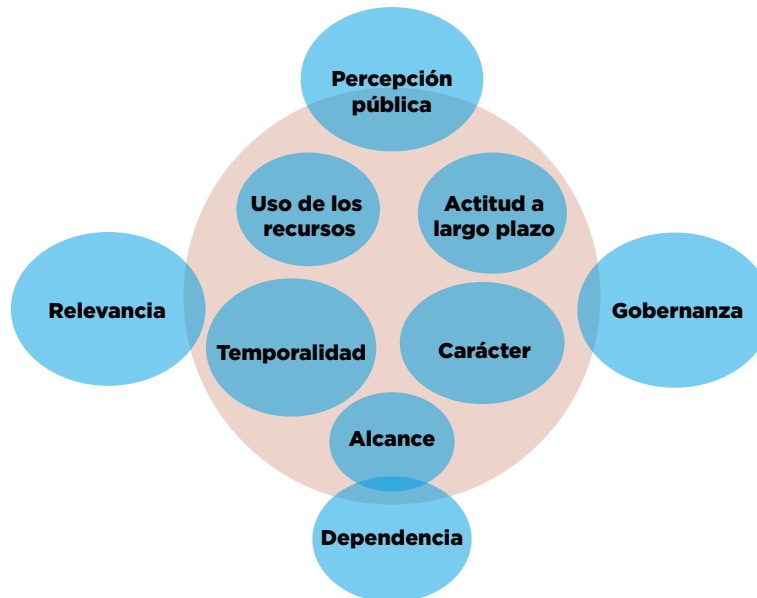 Percepción
pública
Uso de los
recursos
Actitud a
largo plazo
Relevancia
Gobernanza
Temporalidad
Carácter
Alcance
Dependencia